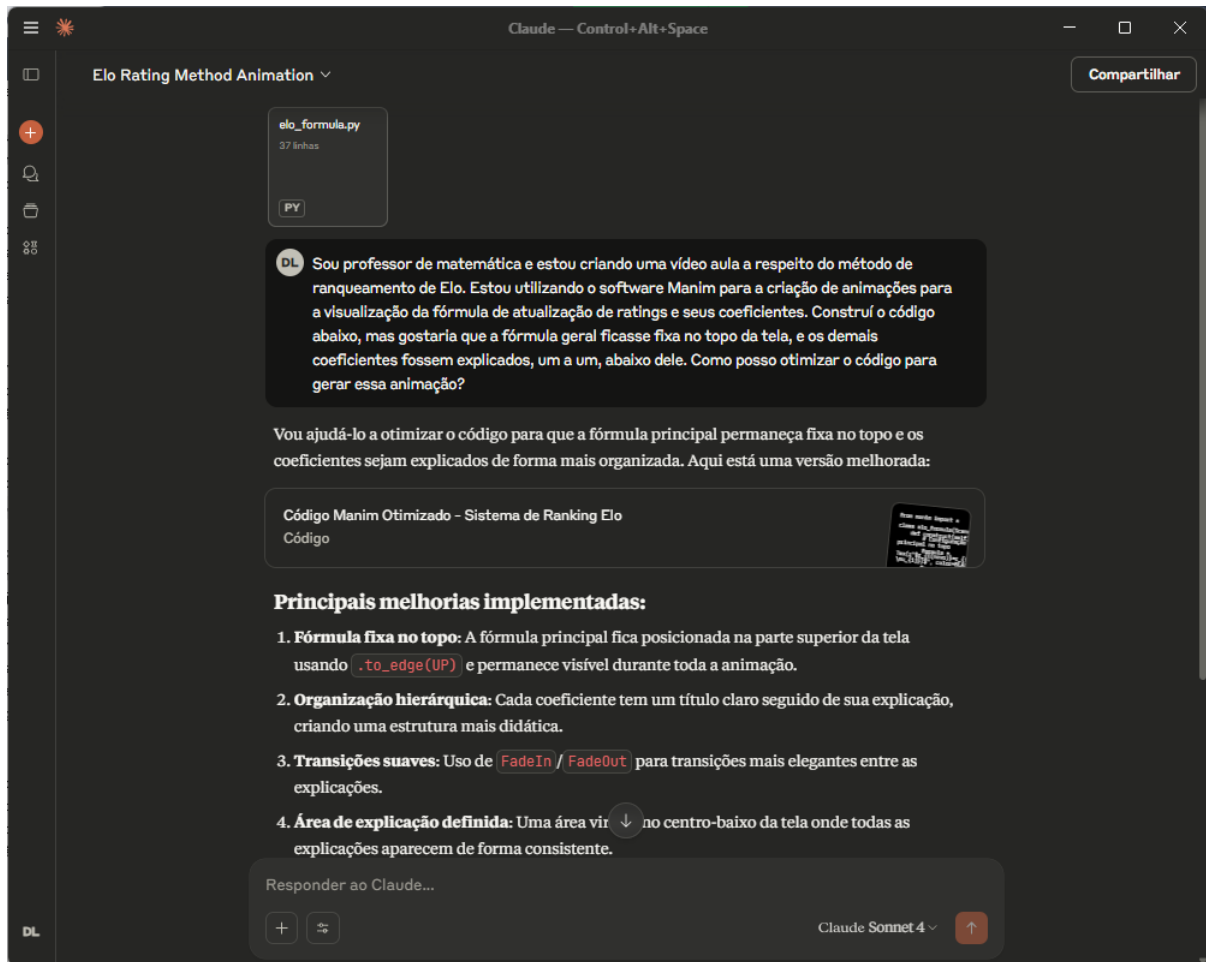 Claude — Control+Alt+Space
Elo Rating Method Animation
Compartilhar
elo_formula.py
37 linhas
PY
DL
Sou professor de matemática e estou criando uma vídeo aula a respeito do método de
ranqueamento de Elo. Estou utilizando o software Manim para a criação de animações para
a visualização da fórmula de atualização de ratings e seus coeficientes. Construí o código
abaixo, mas gostaria que a fórmula geral ficasse fixa no topo da tela, e os demais
coeficientes fossem explicados, um a um, abaixo dele. Como posso otimizar o código para
gerar essa animação?
Vou ajudá-lo a otimizar o código para que a fórmula principal permaneça fixa no topo e os
coeficientes sejam explicados de forma mais organizada. Aqui está uma versão melhorada:
Código Manim Otimizado - Sistema de Ranking Elo
Código
Principais melhorias implementadas:
1. Fórmula fixa no topo: A fórmula principal fica posicionada na parte superior da tela
usando .to_edge(UP) e permanece visível durante toda a animação.
2. Organização hierárquica: Cada coeficiente tem um título claro seguido de sua explicação,
criando uma estrutura mais didática.
3. Transições suaves: Uso de FadeIn/FadeOut para transições mais elegantes entre as
explicações.
4. Área de explicação definida: Uma área no centro-baixo da tela onde todas as
explicações aparecem de forma consistente.
Responder ao Claude...
Claude Sonnet 4
DL